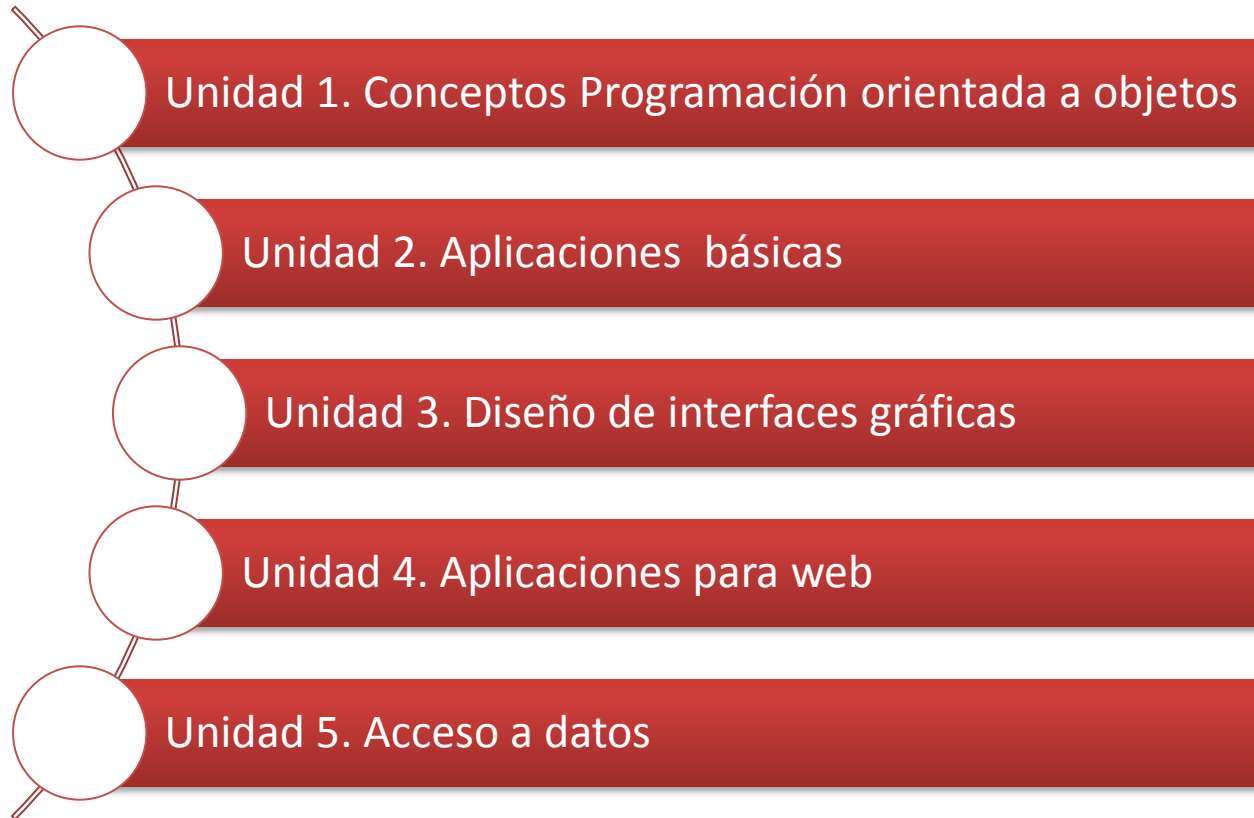 Unidad 1. Conceptos Programación orientada a objetos
Unidad 2. Aplicaciones  básicas
Unidad 3. Diseño de interfaces gráficas
Unidad 4. Aplicaciones para web
Unidad 5. Acceso a datos